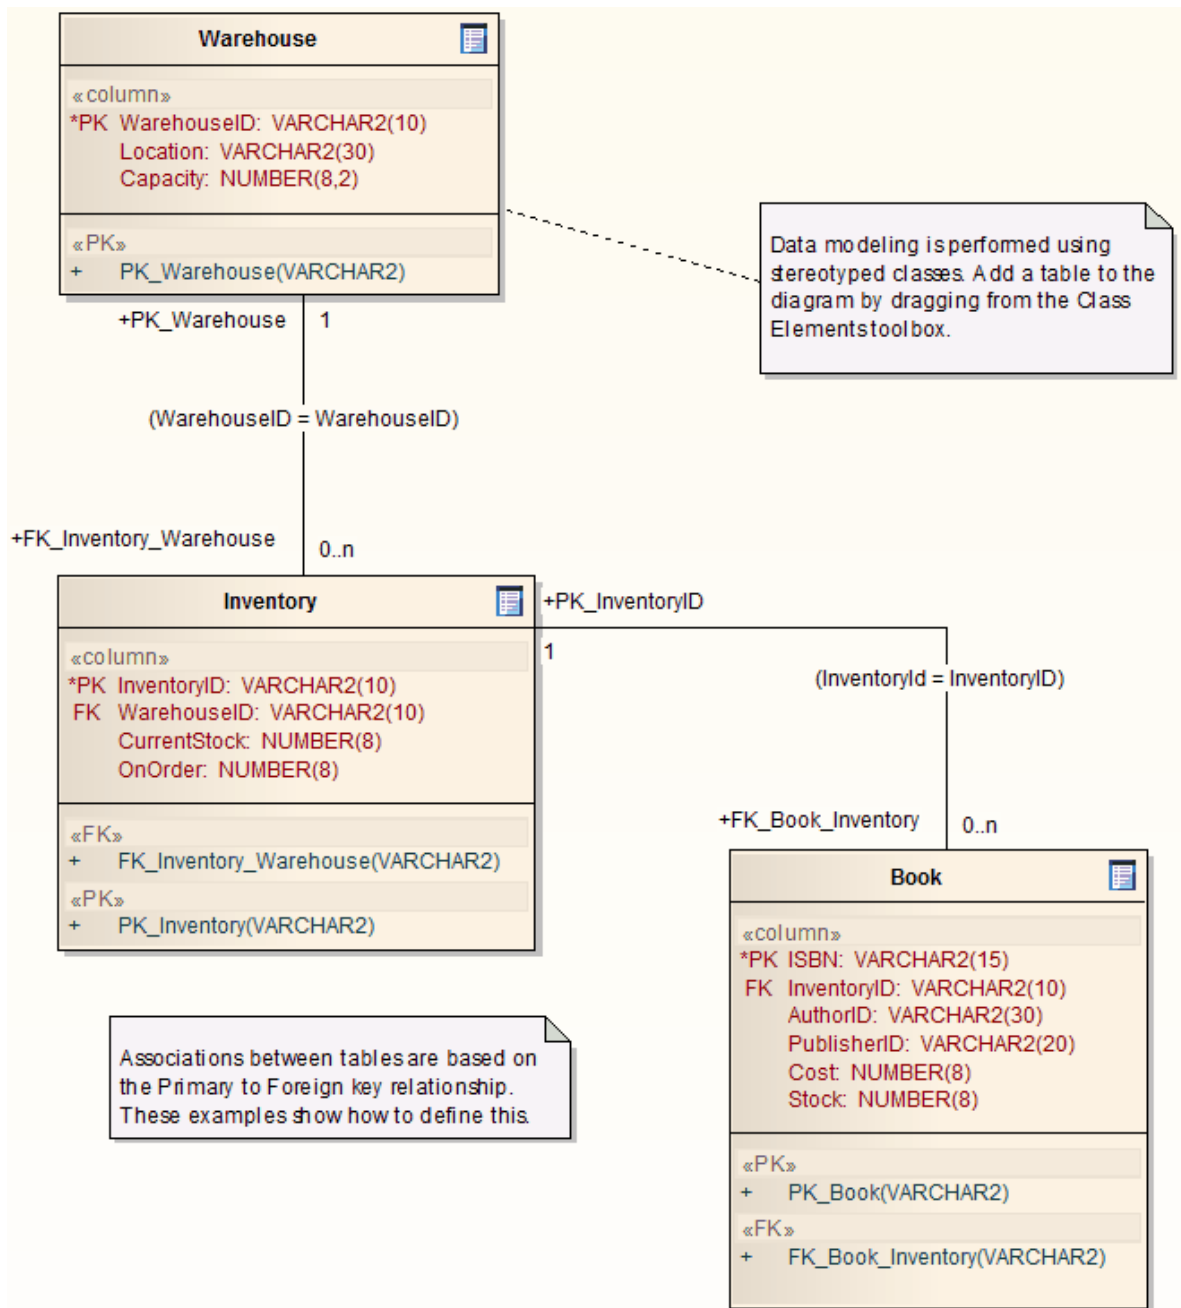 Warehouse
«column»
*PK WarehouseID: VARCHAR2(10)
Location: VARCHAR2(30)
Capacity: NUMBER(8,2)
«PK»
+ PK_Warehouse(VARCHAR2)
Data modeling is performed using
stereotyped classes. Add a table to the
diagram by dragging from the Class
Elements toolbox.
+PK_Warehouse 1
(WarehouseID = WarehouseID)
+FK_Inventory_Warehouse
0..n
Inventory
«column»
*PK InventoryID: VARCHAR2(10)
FK WarehouseID: VARCHAR2(10)
CurrentStock: NUMBER(8)
OnOrder: NUMBER(8)
«FK»
+ FK_Inventory_Warehouse(VARCHAR2)
«PK»
+ PK_Inventory(VARCHAR2)
+PK_InventoryID
1
(InventoryId = InventoryID)
+FK_Book_Inventory 0..n
Book
«column»
*PK ISBN: VARCHAR2(15)
FK InventoryID: VARCHAR2(10)
AuthorID: VARCHAR2(30)
PublisherID: VARCHAR2(20)
Cost: NUMBER(8)
Stock: NUMBER(8)
«PK»
+ PK_Book(VARCHAR2)
«FK»
+ FK_Book_Inventory(VARCHAR2)
Associations between tables are based on
the Primary to Foreign key relationship.
These examples show how to define this.